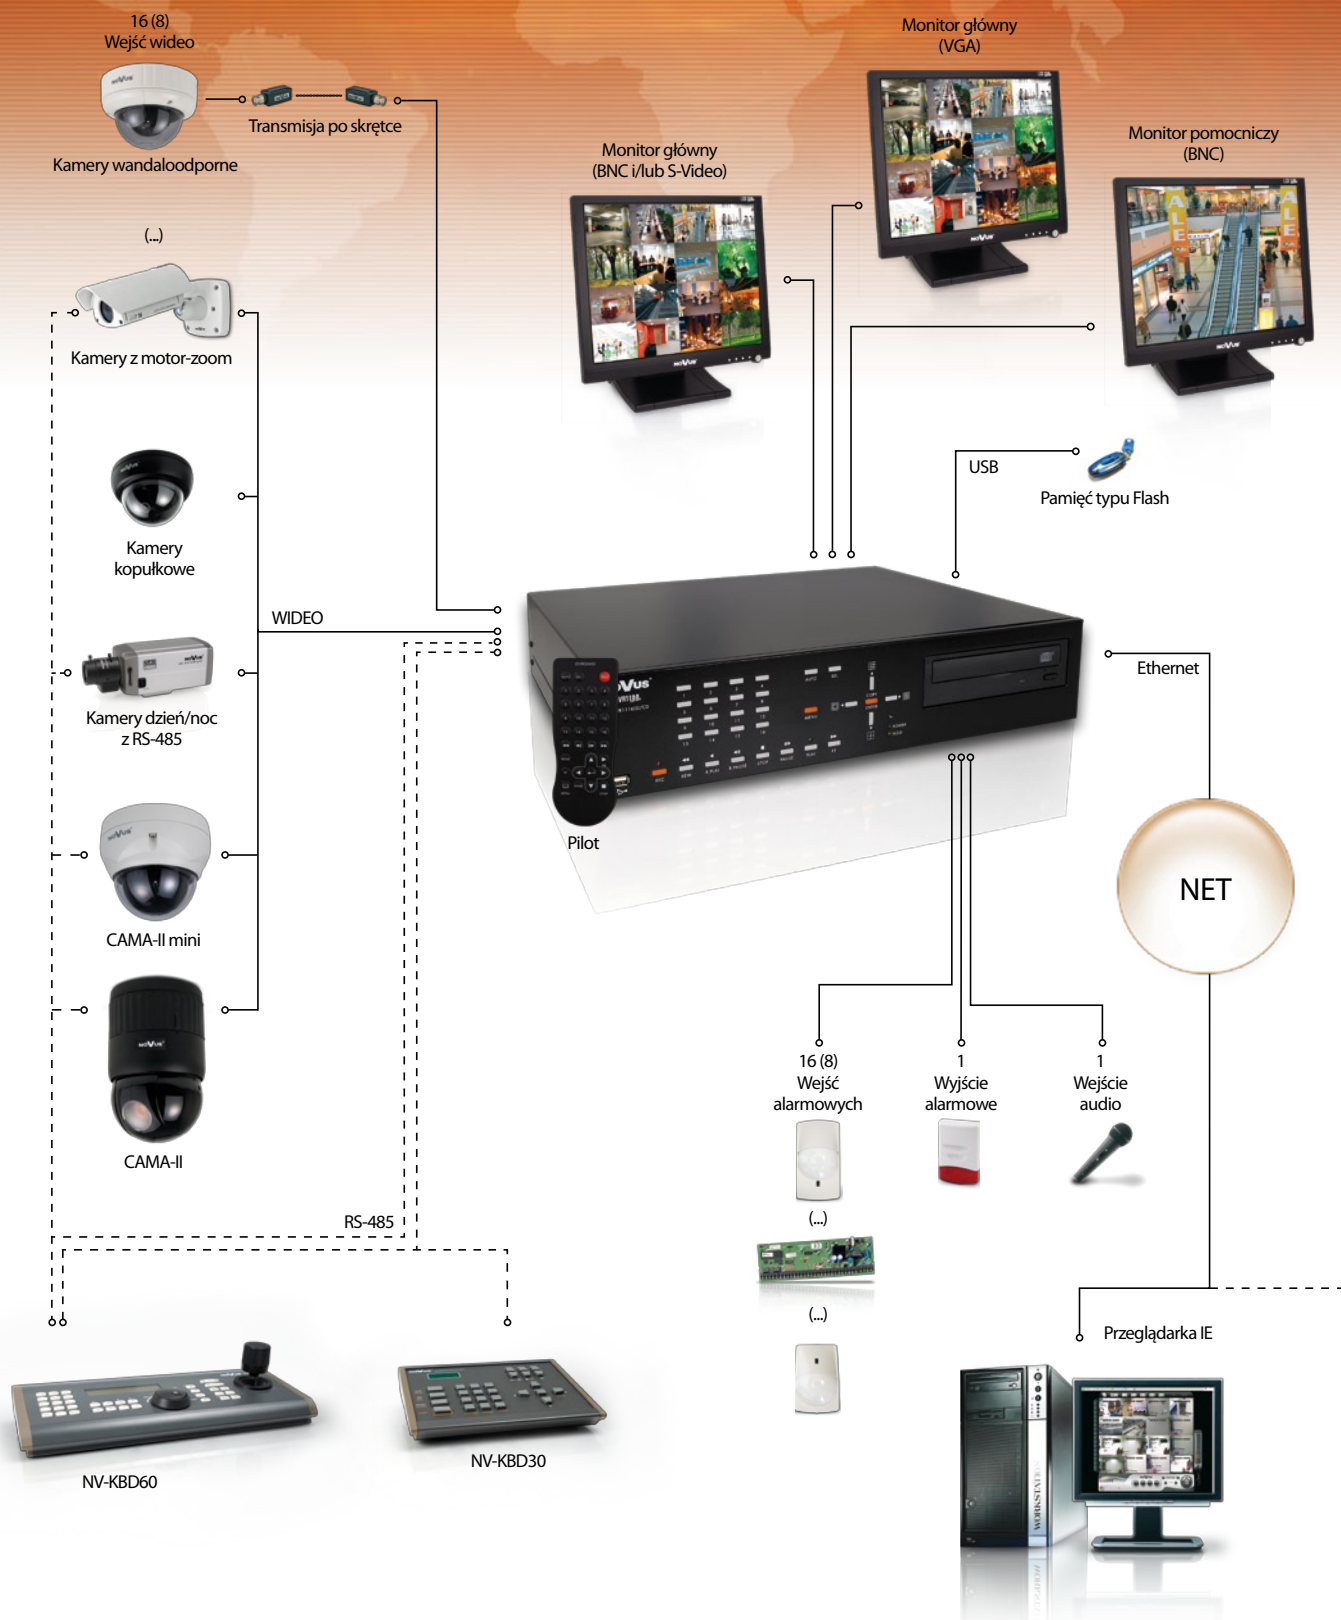 16 (8)
Wejść wideo
Transmisja po skrętce
Kamery wandaloodporne
(...)
Kamery z motor-zoom
Kamery
kopułkowe
WIDEO
Kamery dzień/noc
z RS-485
CAMA-II mini
CAMA-II
RS-485
NV-KBD60
NV-KBD30
Monitor główny
(BNC i/lub S-Video)
Monitor główny
(VGA)
Monitor pomocniczy
(BNC)
USB
Pamięć typu Flash
Ethernet
Pilot
NET
16 (8)
Wejść
alarmowych
(...)
(...)
1
Wyjście
alarmowe
1
Wejście
audio
Przeglądarka IE
WORKSTATION
NOVUS